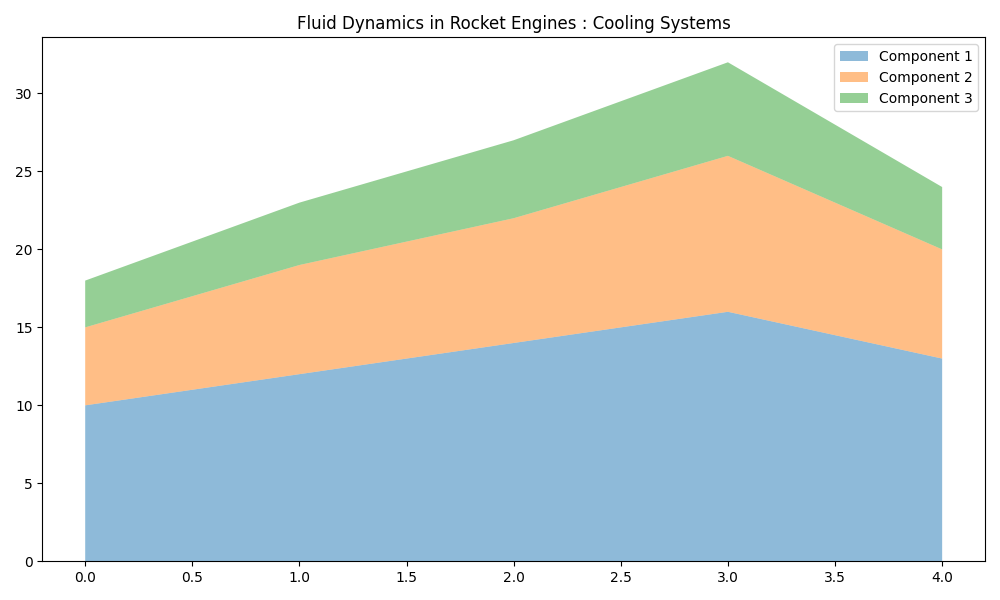 Fluid Dynamics in Rocket Engines : Cooling Systems
Component 1
Component 2
Component 3
30
25
20
15
10
5
0
0.0 0.5 1.0 1.5 2.0 2.5 3.0 3.5 4.0